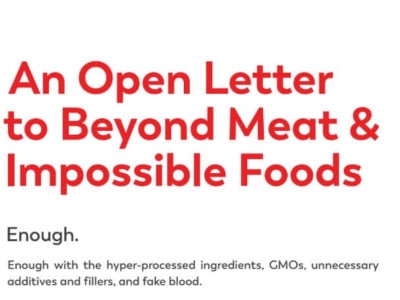 An Open Letter
to Beyond Meat &
Impossible Foods
Enough.
Enough with the hyper-processed ingredients, GMOs, unnecessary
additives and fillers, and fake blood.